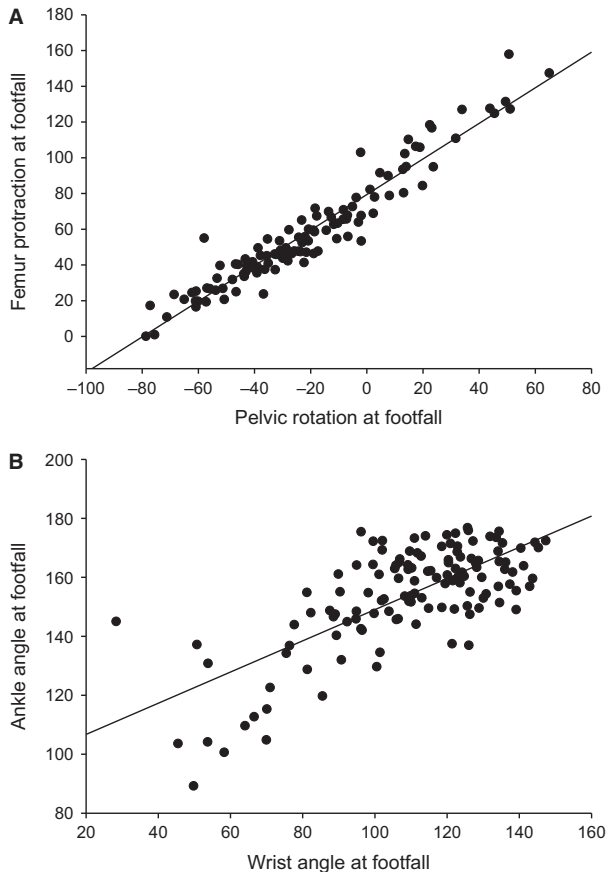 A
180
160
140
120
100
80
60
40
20
0
Femur protraction at footfall
–100 –80 –60 –40 –20 0 20 40 60 80
Pelvic rotation at footfall
B
200
180
160
140
120
100
80
Ankle angle at footfall
20 40 60 80 100 120 140 160
Wrist angle at footfall